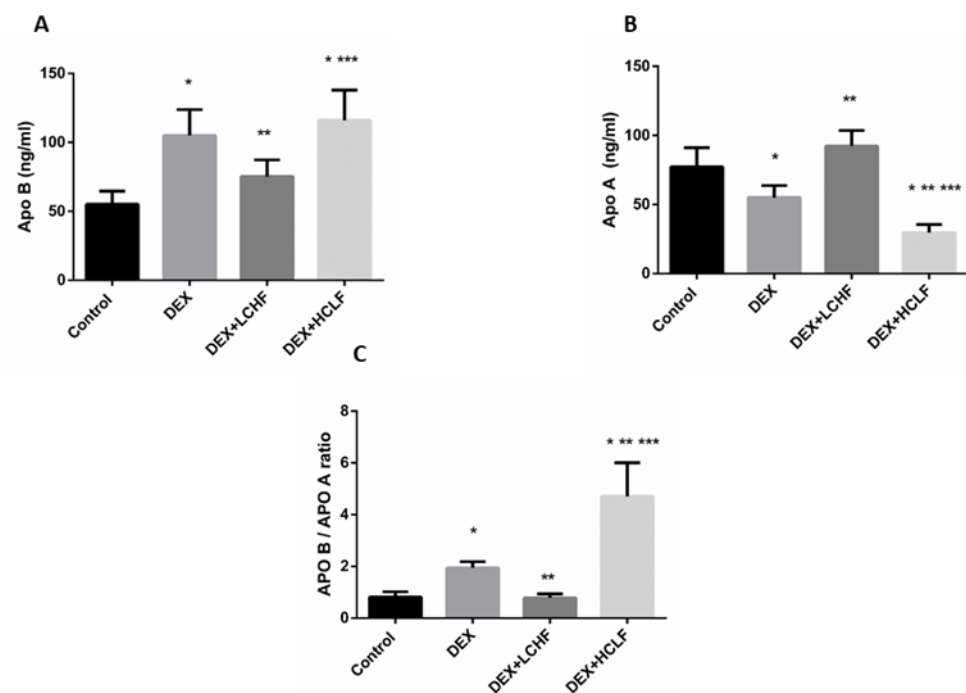 A
Apo B (ng/ml)
150
100
50
0
*
**
* ***
Control
DEX
DEX+LCHF
DEX+HCLF
B
Apo A (ng/ml)
150
100
50
0
*
**
* ** ***
Control
DEX
DEX+LCHF
DEX+HCLF
C
APO B / APO A ratio
8
6
4
2
0
*
**
* ** ***
Control
DEX
DEX+LCHF
DEX+HCLF